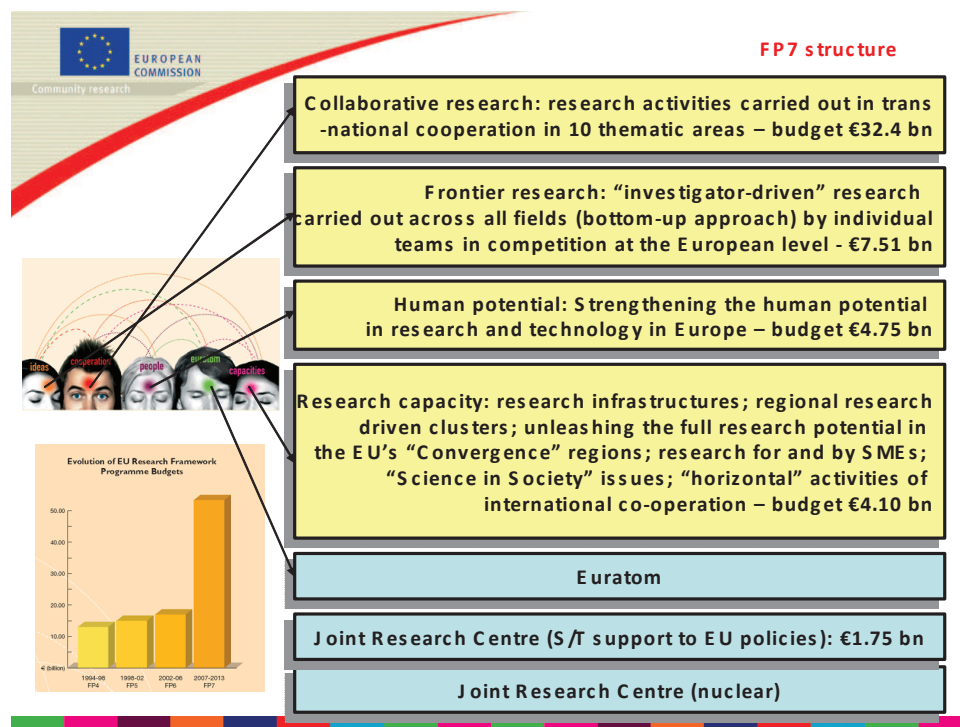 EUROPEAN
COMMISSION
Community research
FP7 structure
Collaborative research: research activities carried out in trans
-national cooperation in 10 thematic areas – budget €32.4 bn
Frontier research: “investigator-driven” research
carried out across all fields (bottom-up approach) by individual
teams in competition at the European level - €7.51 bn
Human potential: Strengthening the human potential
in research and technology in Europe – budget €4.75 bn
ideas
cooperation
people
euratom
capacities
Research capacity: research infrastructures; regional research
driven clusters; unleashing the full research potential in
the EU’s “Convergence” regions; research for and by SMEs;
“Science in Society” issues; “horizontal” activities of
international co-operation – budget €4.10 bn
Evolution of EU Research Framework
Programme Budgets
50.00
40.00
30.00
20.00
10.00
€ (billion)
1994-98
FP4
1998-02
FP5
2002-06
FP6
2007-2013
FP7
Euratom
Joint Research Centre (S/T support to EU policies): €1.75 bn
Joint Research Centre (nuclear)